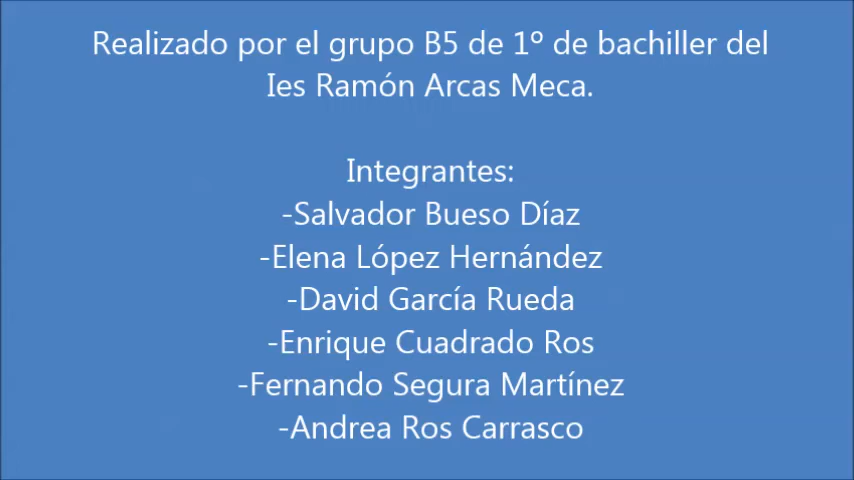 Realizado por el grupo B5 de 1º de bachiller del
Ies Ramón Arcas Meca.
Integrantes:
-Salvador Bueso Díaz
-Elena López Hernández
-David García Rueda
-Enrique Cuadrado Ros
-Fernando Segura Martínez
-Andrea Ros Carrasco